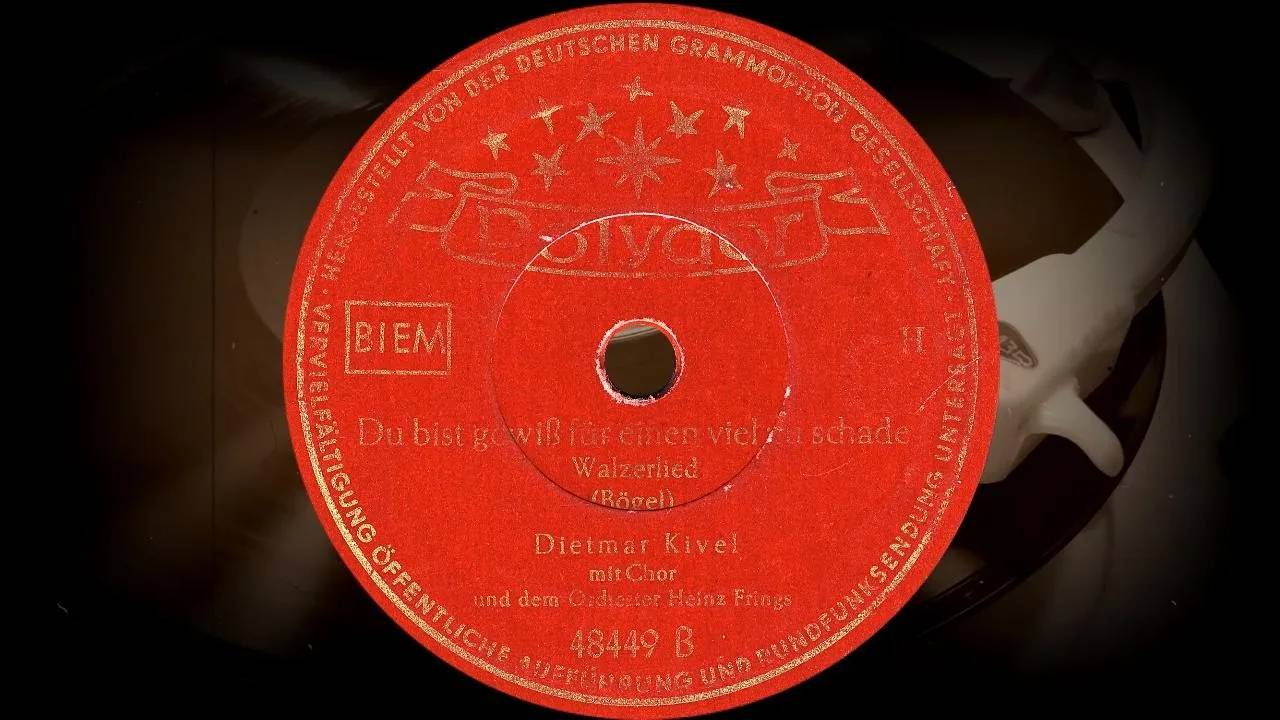 HERGESTELLT VON DER DEUTSCHEN GRAMMOPHON GESELLSCHAFT ·
VERVIELFÄLTIGUNG ÖFFENTLICHE AUFFÜHRUNG UND RUNDFUNKSENDUNG UNTERSAGT ·
Polydor
BIEM
H
Du bist gewiß für einen viel zu schade
Walzerlied
(Bögel)
Dietmar Kivel
mit Chor
und dem Orchester Heinz Frings
48449 B
135